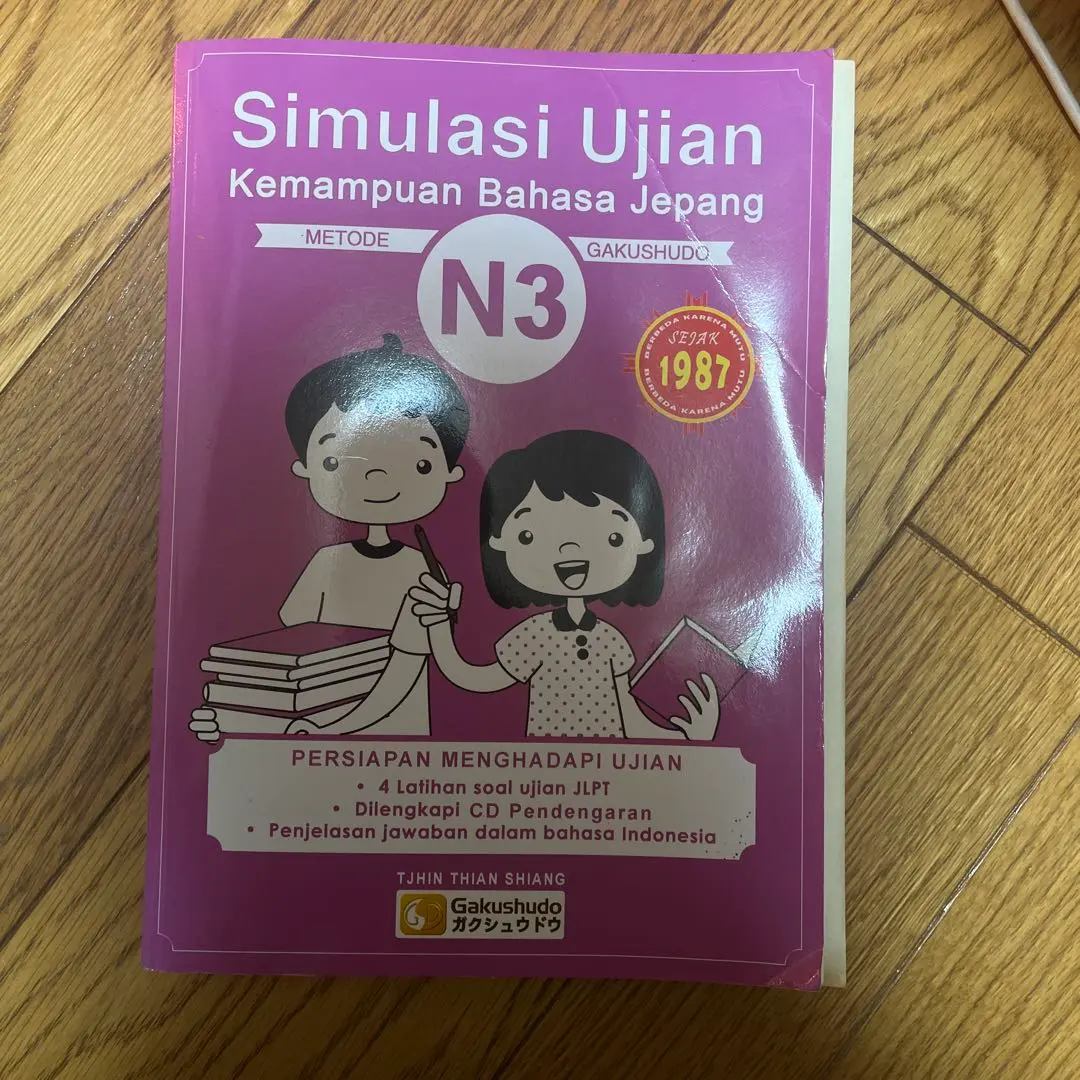 Simulasi Ujian
Kemampuan Bahasa Jepang
METODE
GAKUSHUDO
N3
BERBEDA KARENA MUTU
SEJAK
1987
BERBEDA KARENA MUTU
PERSIAPAN MENGHADAPI UJIAN
• 4 Latihan soal ujian JLPT
• Dilengkapi CD Pendengaran
• Penjelasan jawaban dalam bahasa Indonesia
TJHIN THIAN SHIANG
Gakushudo
ガクシュウドウ